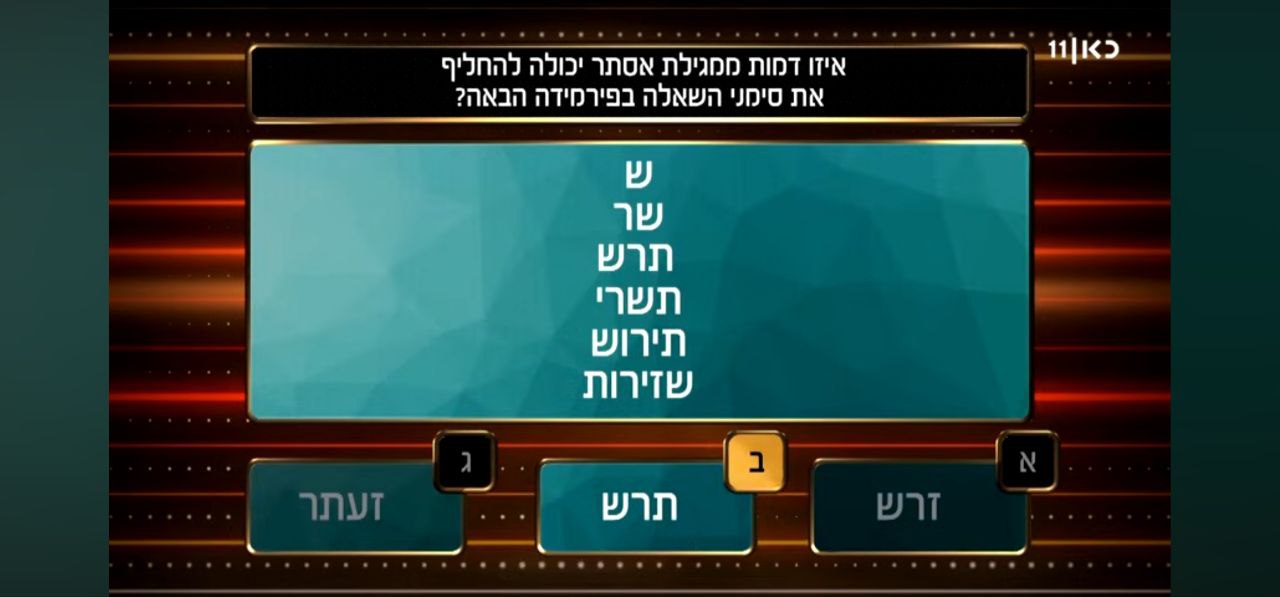 כאן 11
איזו דמות ממגילת אסתר יכולה להחליף
את סימני השאלה בפירמידה הבאה?
ש
שר
תרש
תשרי
תירוש
שזירות
א
זרש
ב
תרש
ג
זעתר